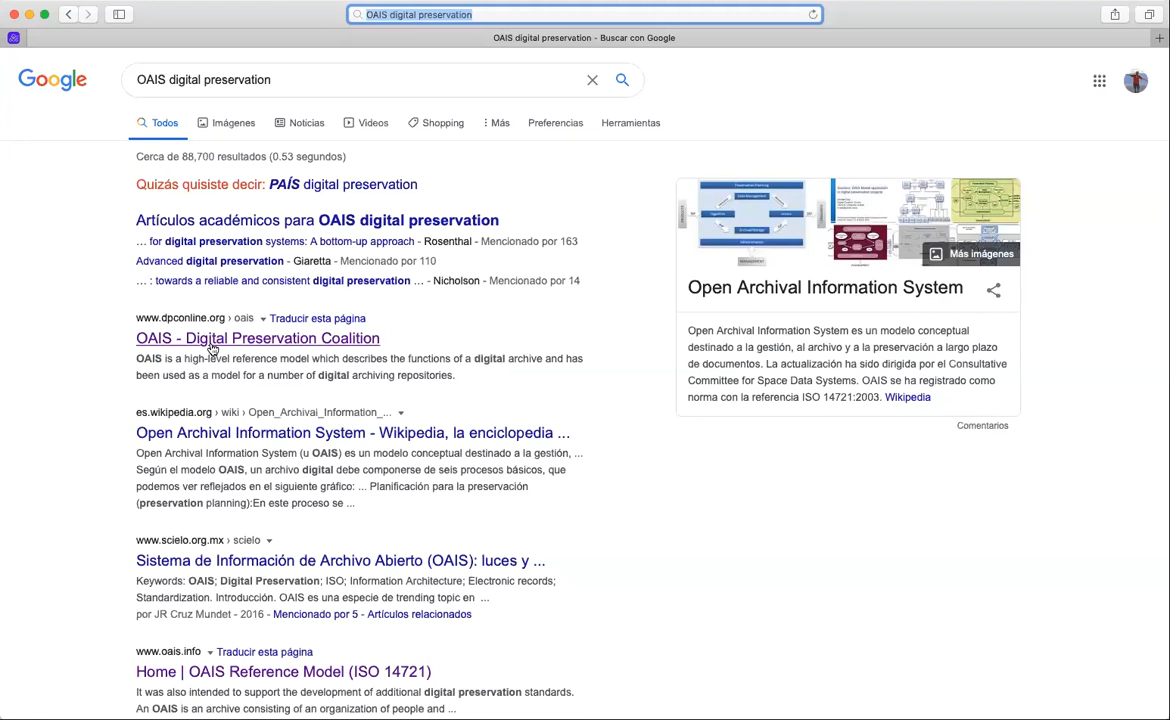 OAIS digital preservation
OAIS digital preservation - Buscar con Google
Google
OAIS digital preservation
Todos
Imágenes
Noticias
Videos
Shopping
Más
Preferencias
Herramientas
Cerca de 88,700 resultados (0.53 segundos)
Quizás quisiste decir: PAÍS digital preservation
Artículos académicos para OAIS digital preservation
... for digital preservation systems: A bottom-up approach - Rosenthal - Mencionado por 163
Advanced digital preservation - Giaretta - Mencionado por 110
... : towards a reliable and consistent digital preservation ... - Nicholson - Mencionado por 14
www.dpconline.org › oais Traducir esta página
OAIS - Digital Preservation Coalition
OAIS is a high-level reference model which describes the functions of a digital archive and has
been used as a model for a number of digital archiving repositories.
es.wikipedia.org › wiki › Open_Archival_Information_...
Open Archival Information System - Wikipedia, la enciclopedia ...
Open Archival Information System (u OAIS) es un modelo conceptual destinado a la gestión, ...
Según el modelo OAIS, un archivo digital debe componerse de seis procesos básicos, que
podemos ver reflejados en el siguiente gráfico: ... Planificación para la preservación
(preservation planning):En este proceso se ...
www.scielo.org.mx › scielo
Sistema de Información de Archivo Abierto (OAIS): luces y ...
Keywords: OAIS; Digital Preservation; ISO; Information Architecture; Electronic records;
Standardization. Introducción. OAIS es una especie de trending topic en ...
por JR Cruz Mundet - 2016 - Mencionado por 5 - Artículos relacionados
www.oais.info Traducir esta página
Home | OAIS Reference Model (ISO 14721)
It was also intended to support the development of additional digital preservation standards.
An OAIS is an archive consisting of an organization of people and ...
Más imágenes
Open Archival Information System
Open Archival Information System es un modelo conceptual
destinado a la gestión, al archivo y a la preservación a largo plazo
de documentos. La actualización ha sido dirigida por el Consultative
Committee for Space Data Systems. OAIS se ha registrado como
norma con la referencia ISO 14721:2003. Wikipedia
Comentarios